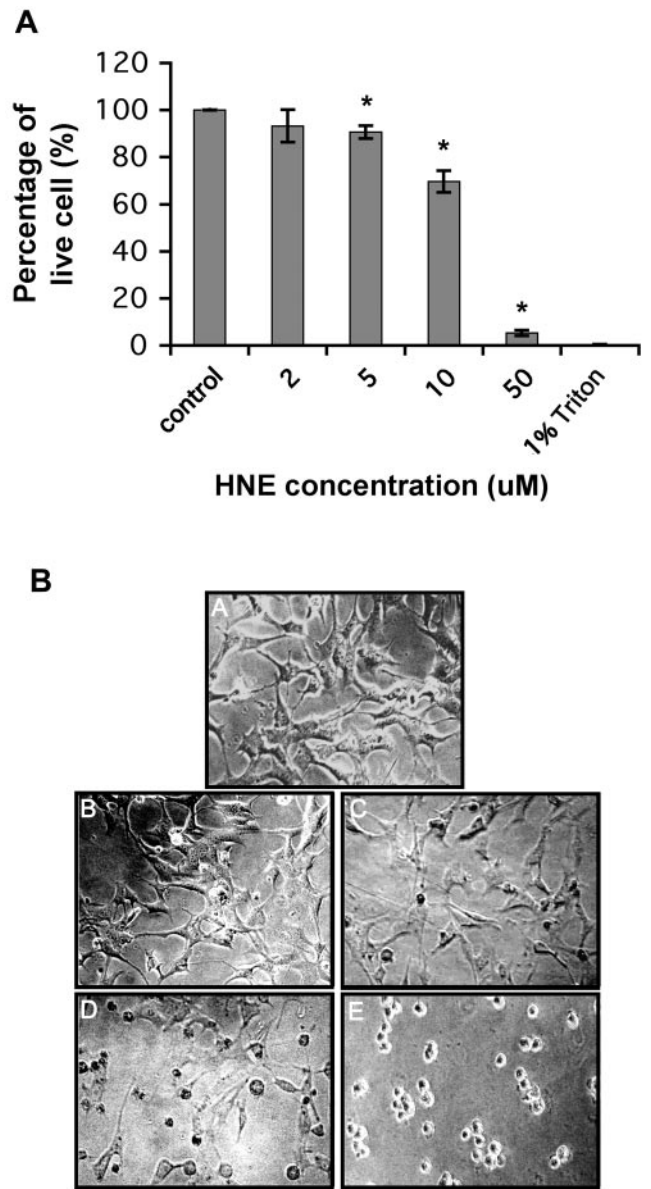 A
Percentage of
live cell (%)
120
100
80
60
40
20
0
*
*
*
control
2
5
10
50
1% Triton
HNE concentration (uM)
B
A
B
C
D
E